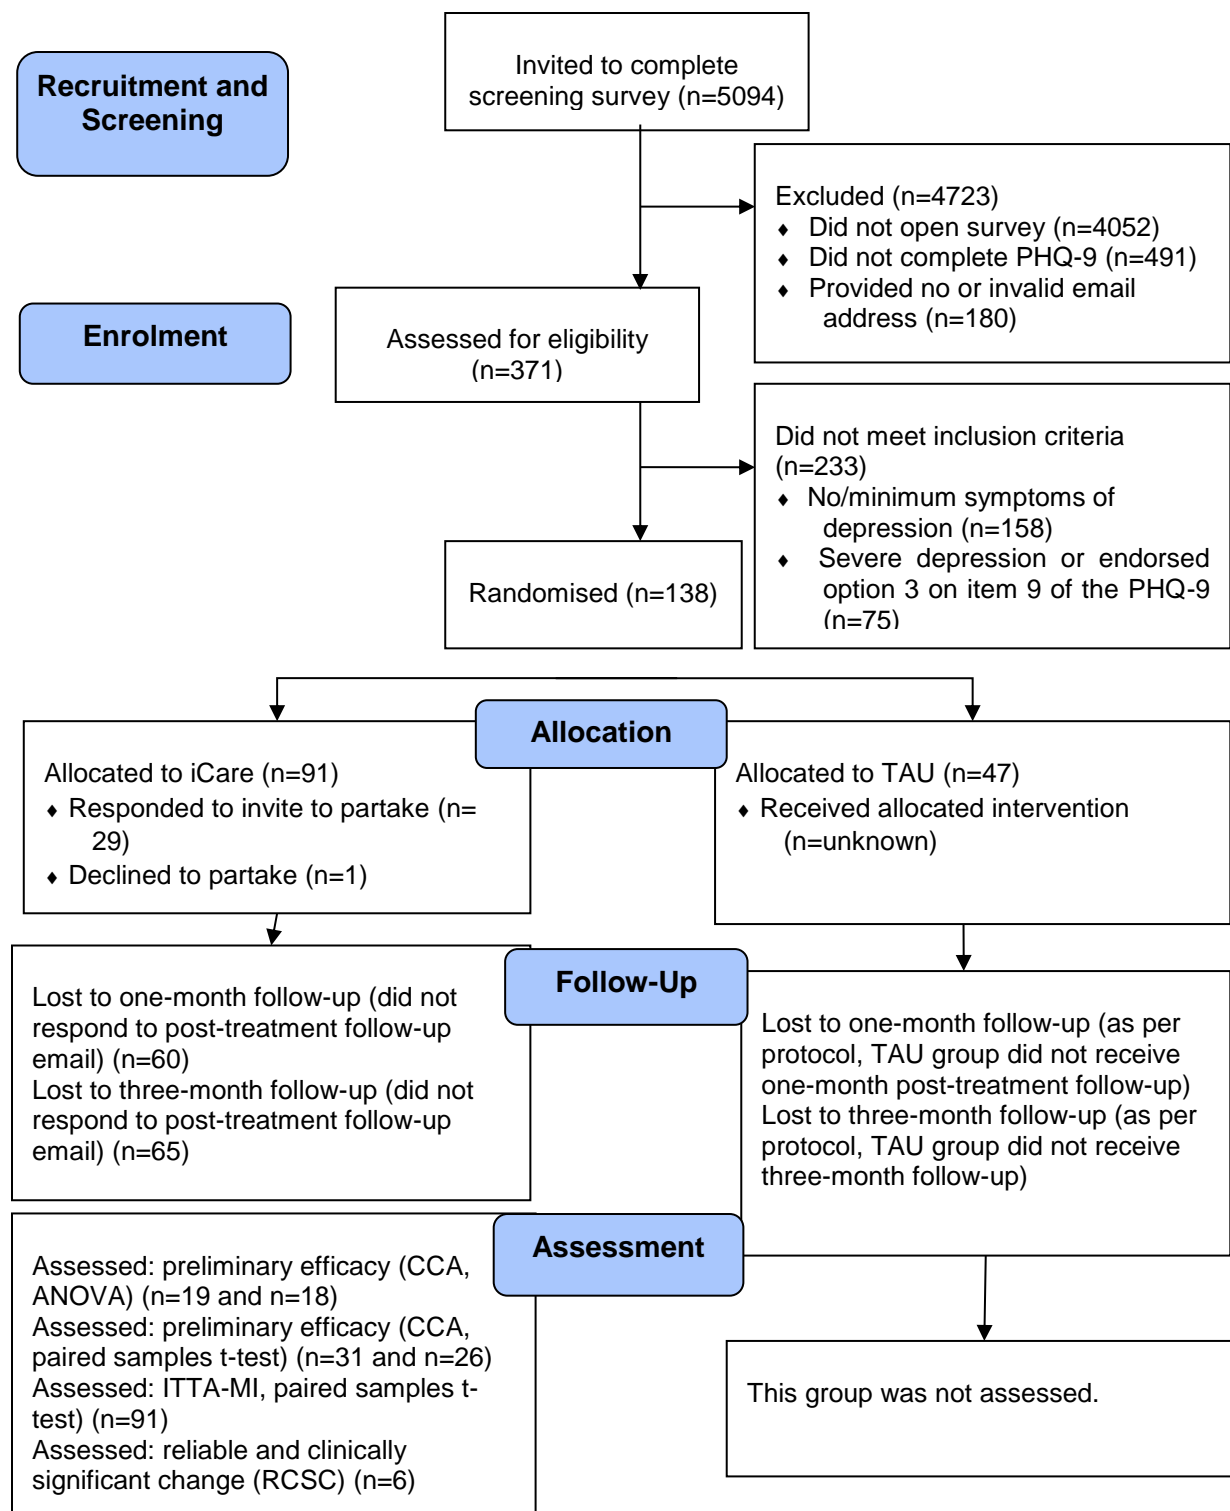 Recruitment and
Screening
Invited to complete
screening survey (n=5094)
Excluded (n=4723)
♦ Did not open survey (n=4052)
♦ Did not complete PHQ-9 (n=491)
♦ Provided no or invalid email
address (n=180)
Enrolment
Assessed for eligibility
(n=371)
Did not meet inclusion criteria
(n=233)
♦ No/minimum symptoms of
depression (n=158)
♦ Severe depression or endorsed
option 3 on item 9 of the PHQ-9
(n=75)
Randomised (n=138)
Allocation
Allocated to iCare (n=91)
♦ Responded to invite to partake (n=
29)
♦ Declined to partake (n=1)
Allocated to TAU (n=47)
♦ Received allocated intervention
(n=unknown)
Follow-Up
Lost to one-month follow-up (did not
respond to post-treatment follow-up
email) (n=60)
Lost to three-month follow-up (did not
respond to post-treatment follow-up
email) (n=65)
Lost to one-month follow-up (as per
protocol, TAU group did not receive
one-month post-treatment follow-up)
Lost to three-month follow-up (as per
protocol, TAU group did not receive
three-month follow-up)
Assessment
Assessed: preliminary efficacy (CCA,
ANOVA) (n=19 and n=18)
Assessed: preliminary efficacy (CCA,
paired samples t-test) (n=31 and n=26)
Assessed: ITTA-MI, paired samples t-
test) (n=91)
Assessed: reliable and clinically
significant change (RCSC) (n=6)
This group was not assessed.